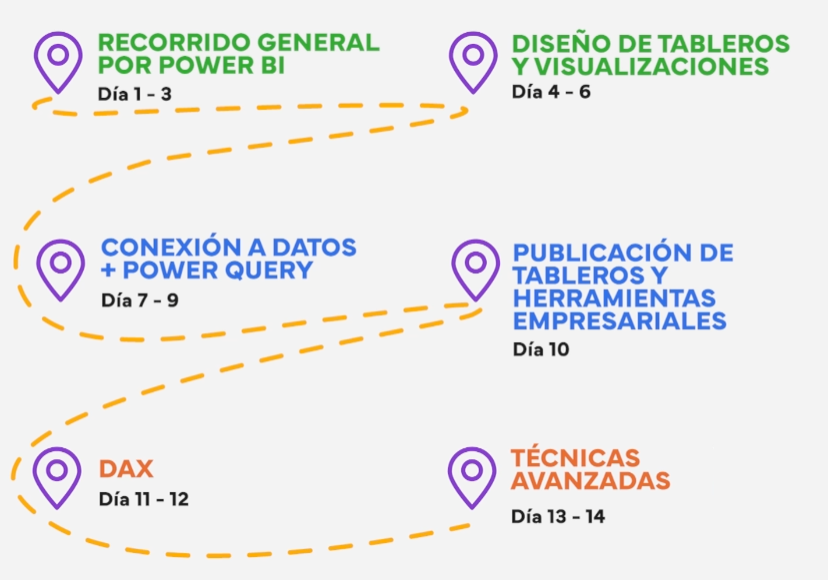 RECORRIDO GENERAL
POR POWER BI
Día 1 - 3
DISEÑO DE TABLEROS
Y VISUALIZACIONES
Día 4 - 6
CONEXIÓN A DATOS
+ POWER QUERY
Día 7 - 9
PUBLICACIÓN DE
TABLEROS Y
HERRAMIENTAS
EMPRESARIALES
Día 10
DAX
Día 11 - 12
TÉCNICAS
AVANZADAS
Día 13 - 14